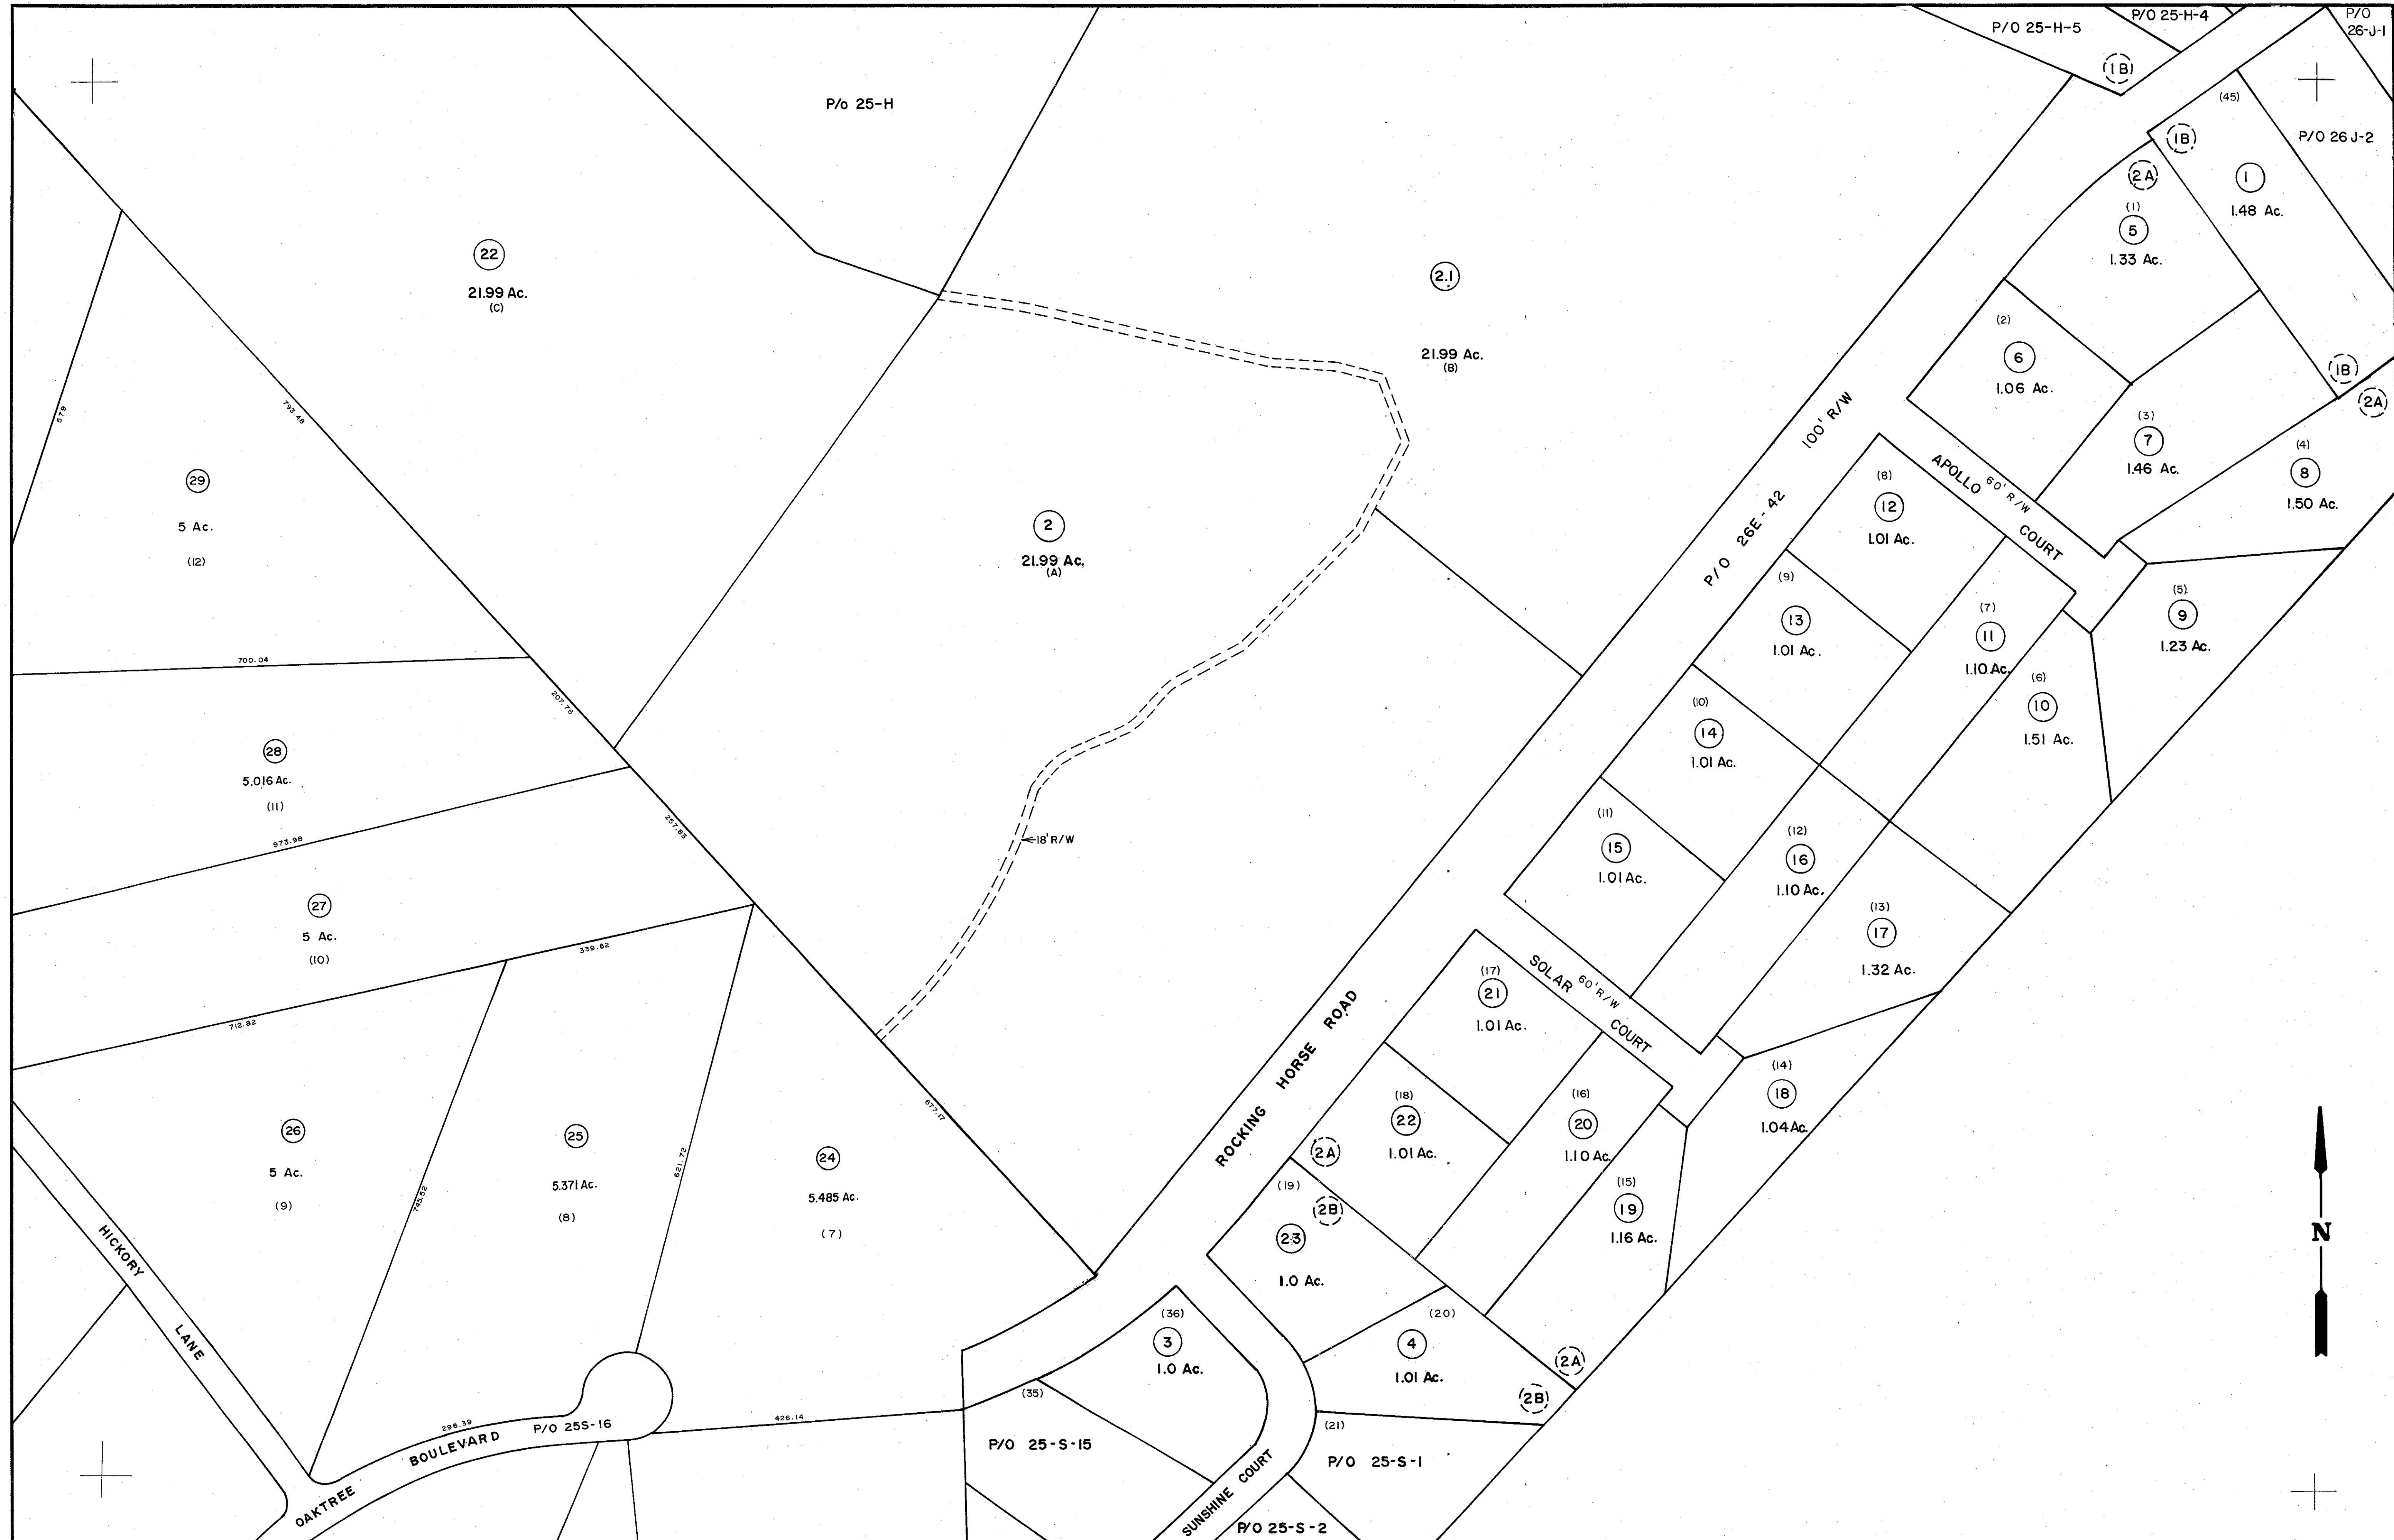 P/O 25-H-5
P/O 25-H-4
P/O
26-J-1
1B
P/o 25-H
(45)
P/O 26J-2
1B
2A
1
1.48 Ac.
(1)
5
1.33 Ac.
22
21.99 Ac.
(C)
2.1
21.99 Ac.
(B)
(2)
6
1.06 Ac.
1B
2A
(3)
7
1.46 Ac.
(4)
8
1.50 Ac.
579
793.48
100' R/W
P/O 26E-42
APOLLO 60' R/W COURT
29
5 Ac.
(12)
2
21.99 Ac.
(A)
(8)
12
1.01 Ac.
(9)
13
1.01 Ac.
(7)
11
1.10 Ac.
(5)
9
1.23 Ac.
(6)
10
1.51 Ac.
700.04
207.76
28
5.016 Ac.
(11)
(10)
14
1.01 Ac.
973.98
257.83
18' R/W
(11)
15
1.01 Ac.
(12)
16
1.10 Ac.
27
5 Ac.
(10)
339.62
712.82
(13)
17
1.32 Ac.
SOLAR 60' R/W COURT
(17)
21
1.01 Ac.
ROCKING HORSE ROAD
677.17
(18)
22
1.01 Ac.
2A
(16)
20
1.10 Ac.
(14)
18
1.04 Ac.
26
5 Ac.
(9)
25
5.371 Ac.
(8)
745.52
621.72
24
5.485 Ac.
(7)
(19)
2B
23
1.0 Ac.
(15)
19
1.16 Ac.
N
HICKORY LANE
(36)
3
1.0 Ac.
(20)
4
1.01 Ac.
2A
2B
(35)
P/O 25-S-15
(21)
P/O 25-S-1
296.39
P/O 25S-16
426.14
OAKTREE BOULEVARD
SUNSHINE COURT
P/O 25-S-2